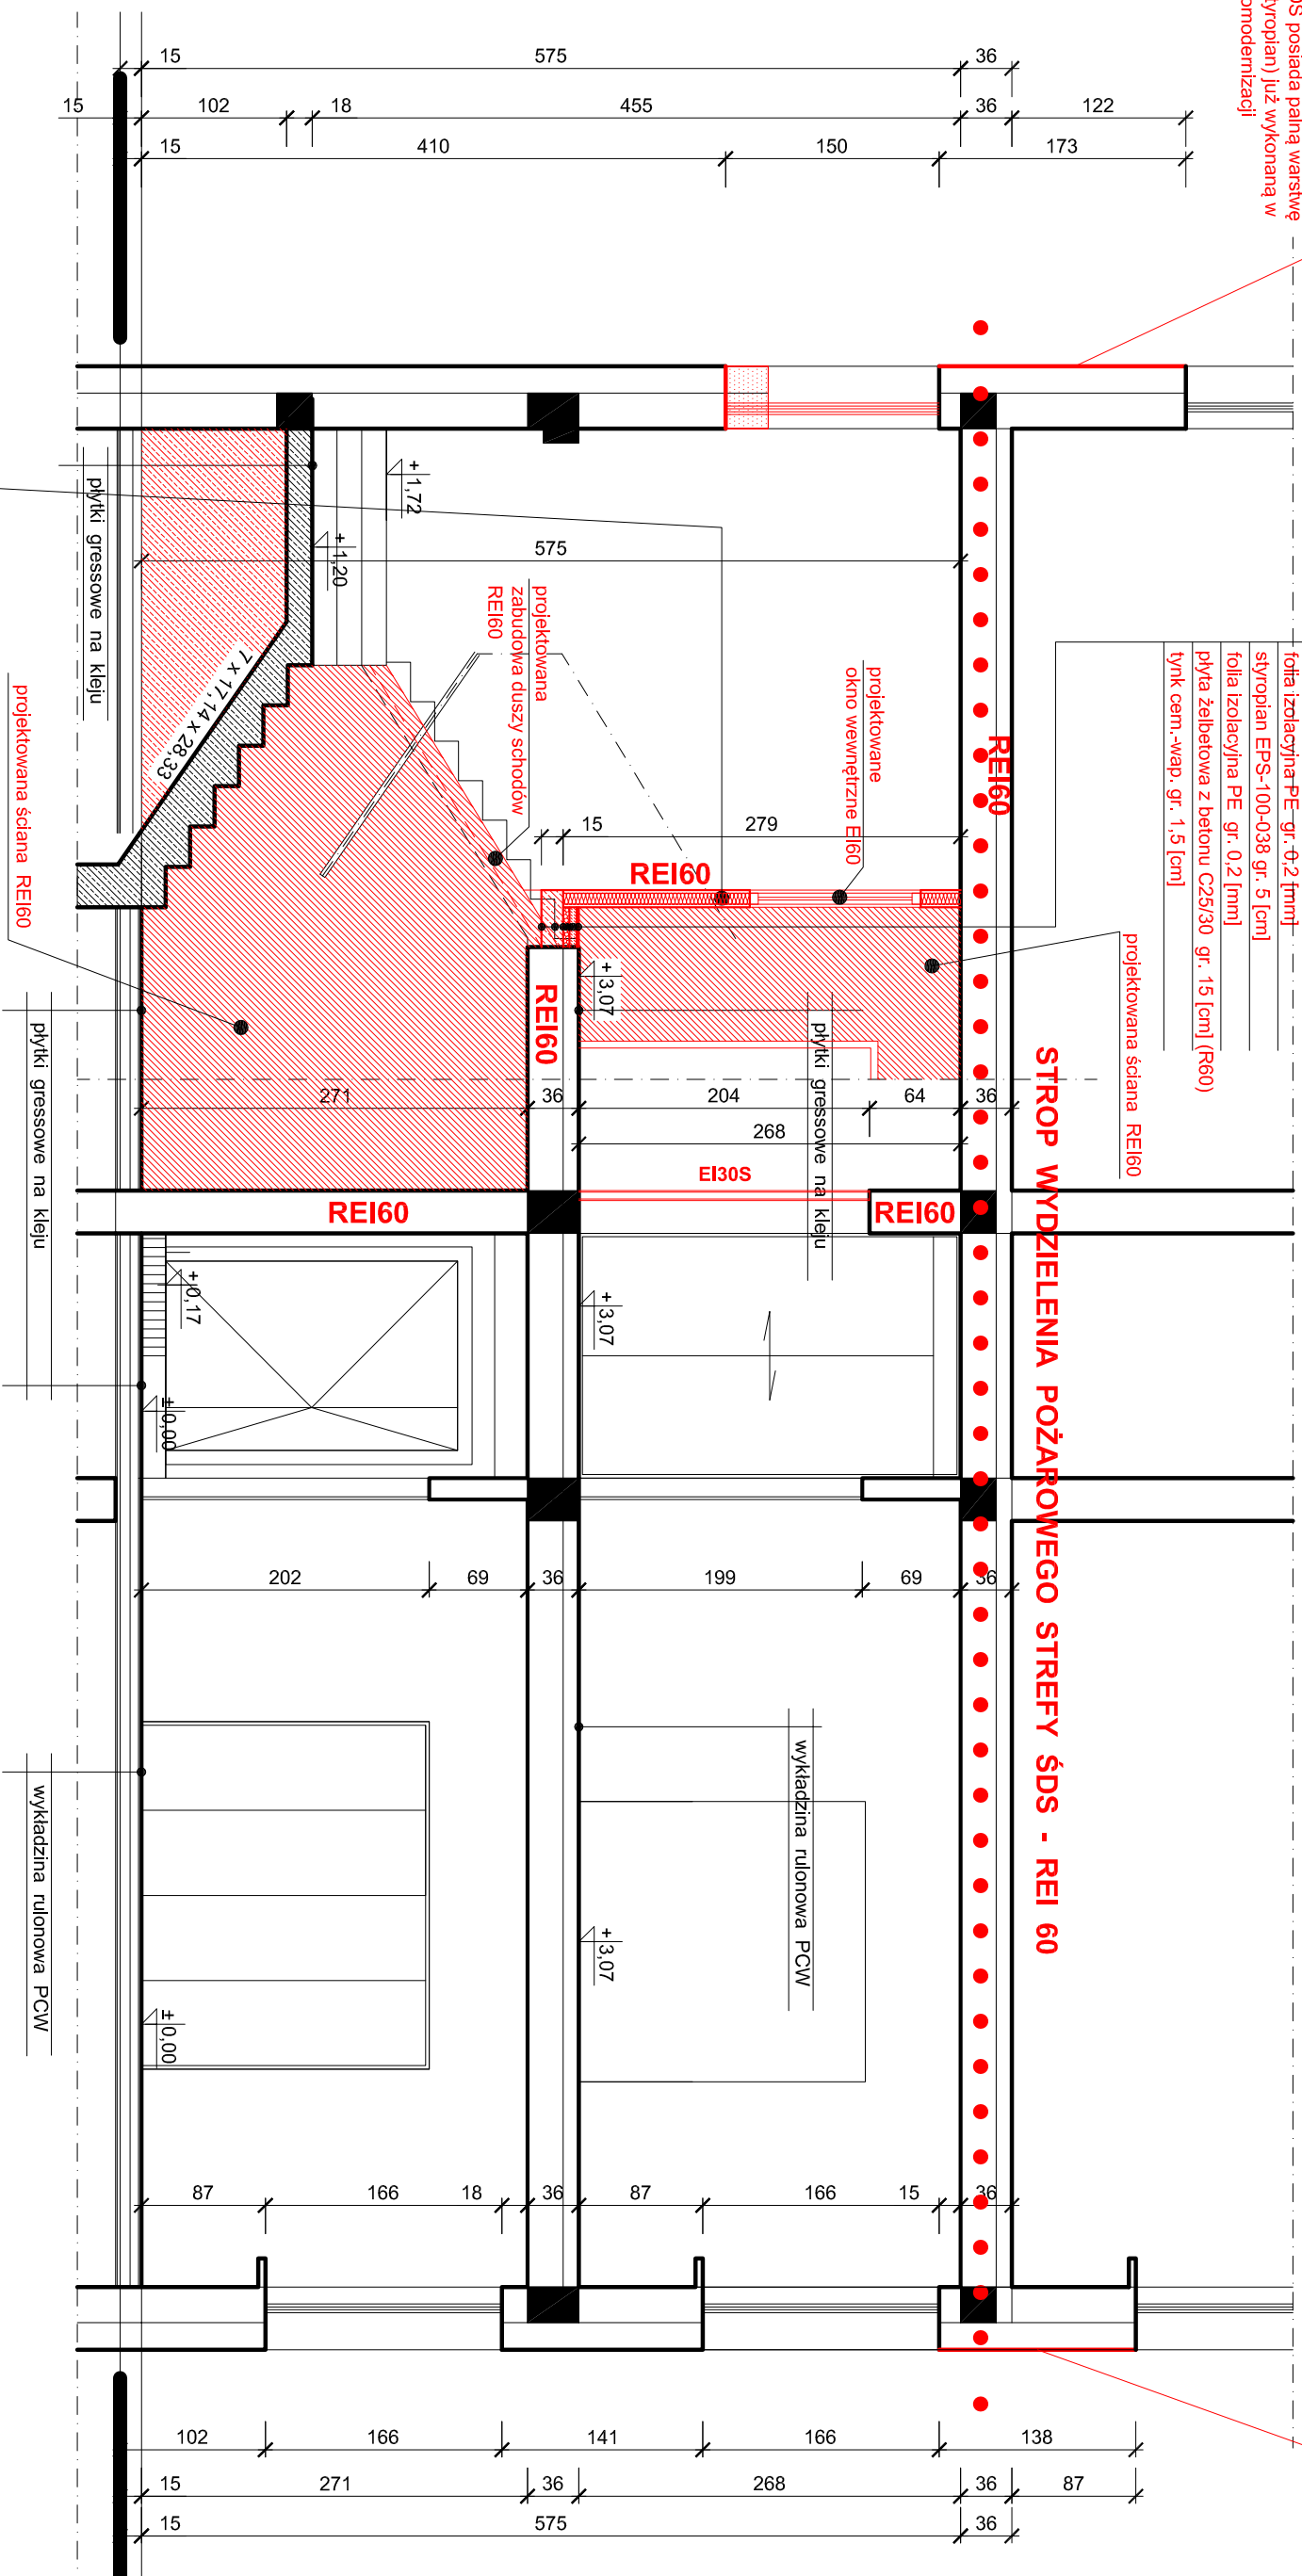 DS posiada palną warstwę
tyropian) już wykonaną w
omodernizacji
folia izolacyjna PE gr. 0,2 [mm]
styropian EPS-100-038 gr. 5 [cm]
folia izolacyjna PE gr. 0,2 [mm]
płyta żelbetowa z betonu C25/30 gr. 15 [cm] (R60)
tynk cem.-wap. gr. 1,5 [cm]
projektowana ściana REI60
STROP WYDZIELENIA POŻAROWEGO STREFY ŚDS - REI 60
REI60
projektowane
okno wewnętrzne EI60
projektowana
zabudowa duszy schodów
REI60
REI60
REI60
EI30S
REI60
REI60
płytki gressowe na kleju
wykładzina rulonowa PCW
płytki gressowe na kleju
7 x 17,14 x 28,33
projektowana ściana REI60
płytki gressowe na kleju
wykładzina rulonowa PCW
+1,72
+1,20
+3,07
+3,07
+3,07
+0,17
±0,00
±0,00
15 575 36
15 102 18 455 36 122
15 410 150 173
575
15 279
271 36 204 64 36
268
202 69 36 199 69 36
87 166 18 36 87 166 15 36
102 166 141 166 138
15 271 36 268 36 87
15 575 36